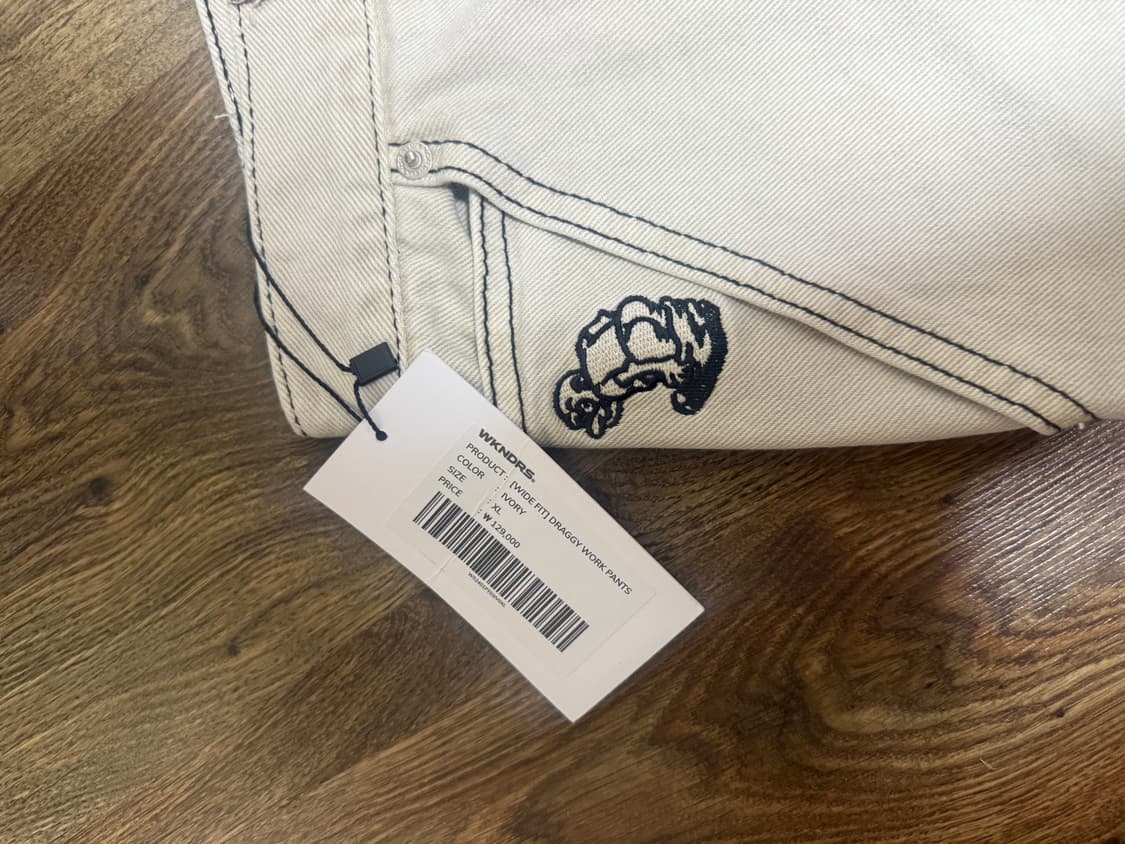 WKNDRS®
PRODUCT : [WIDE FIT] DRAGGY WORK PANTS
COLOR : IVORY
SIZE : XL
PRICE : ₩ 129,000